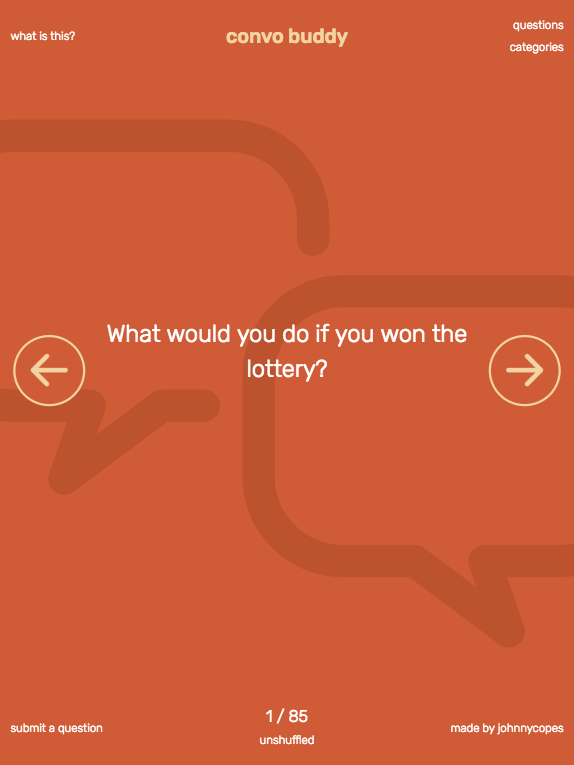 what is this?
convo buddy
questions
categories
What would you do if you won the
lottery?
1 / 85
unshuffled
submit a question
made by johnnycopes